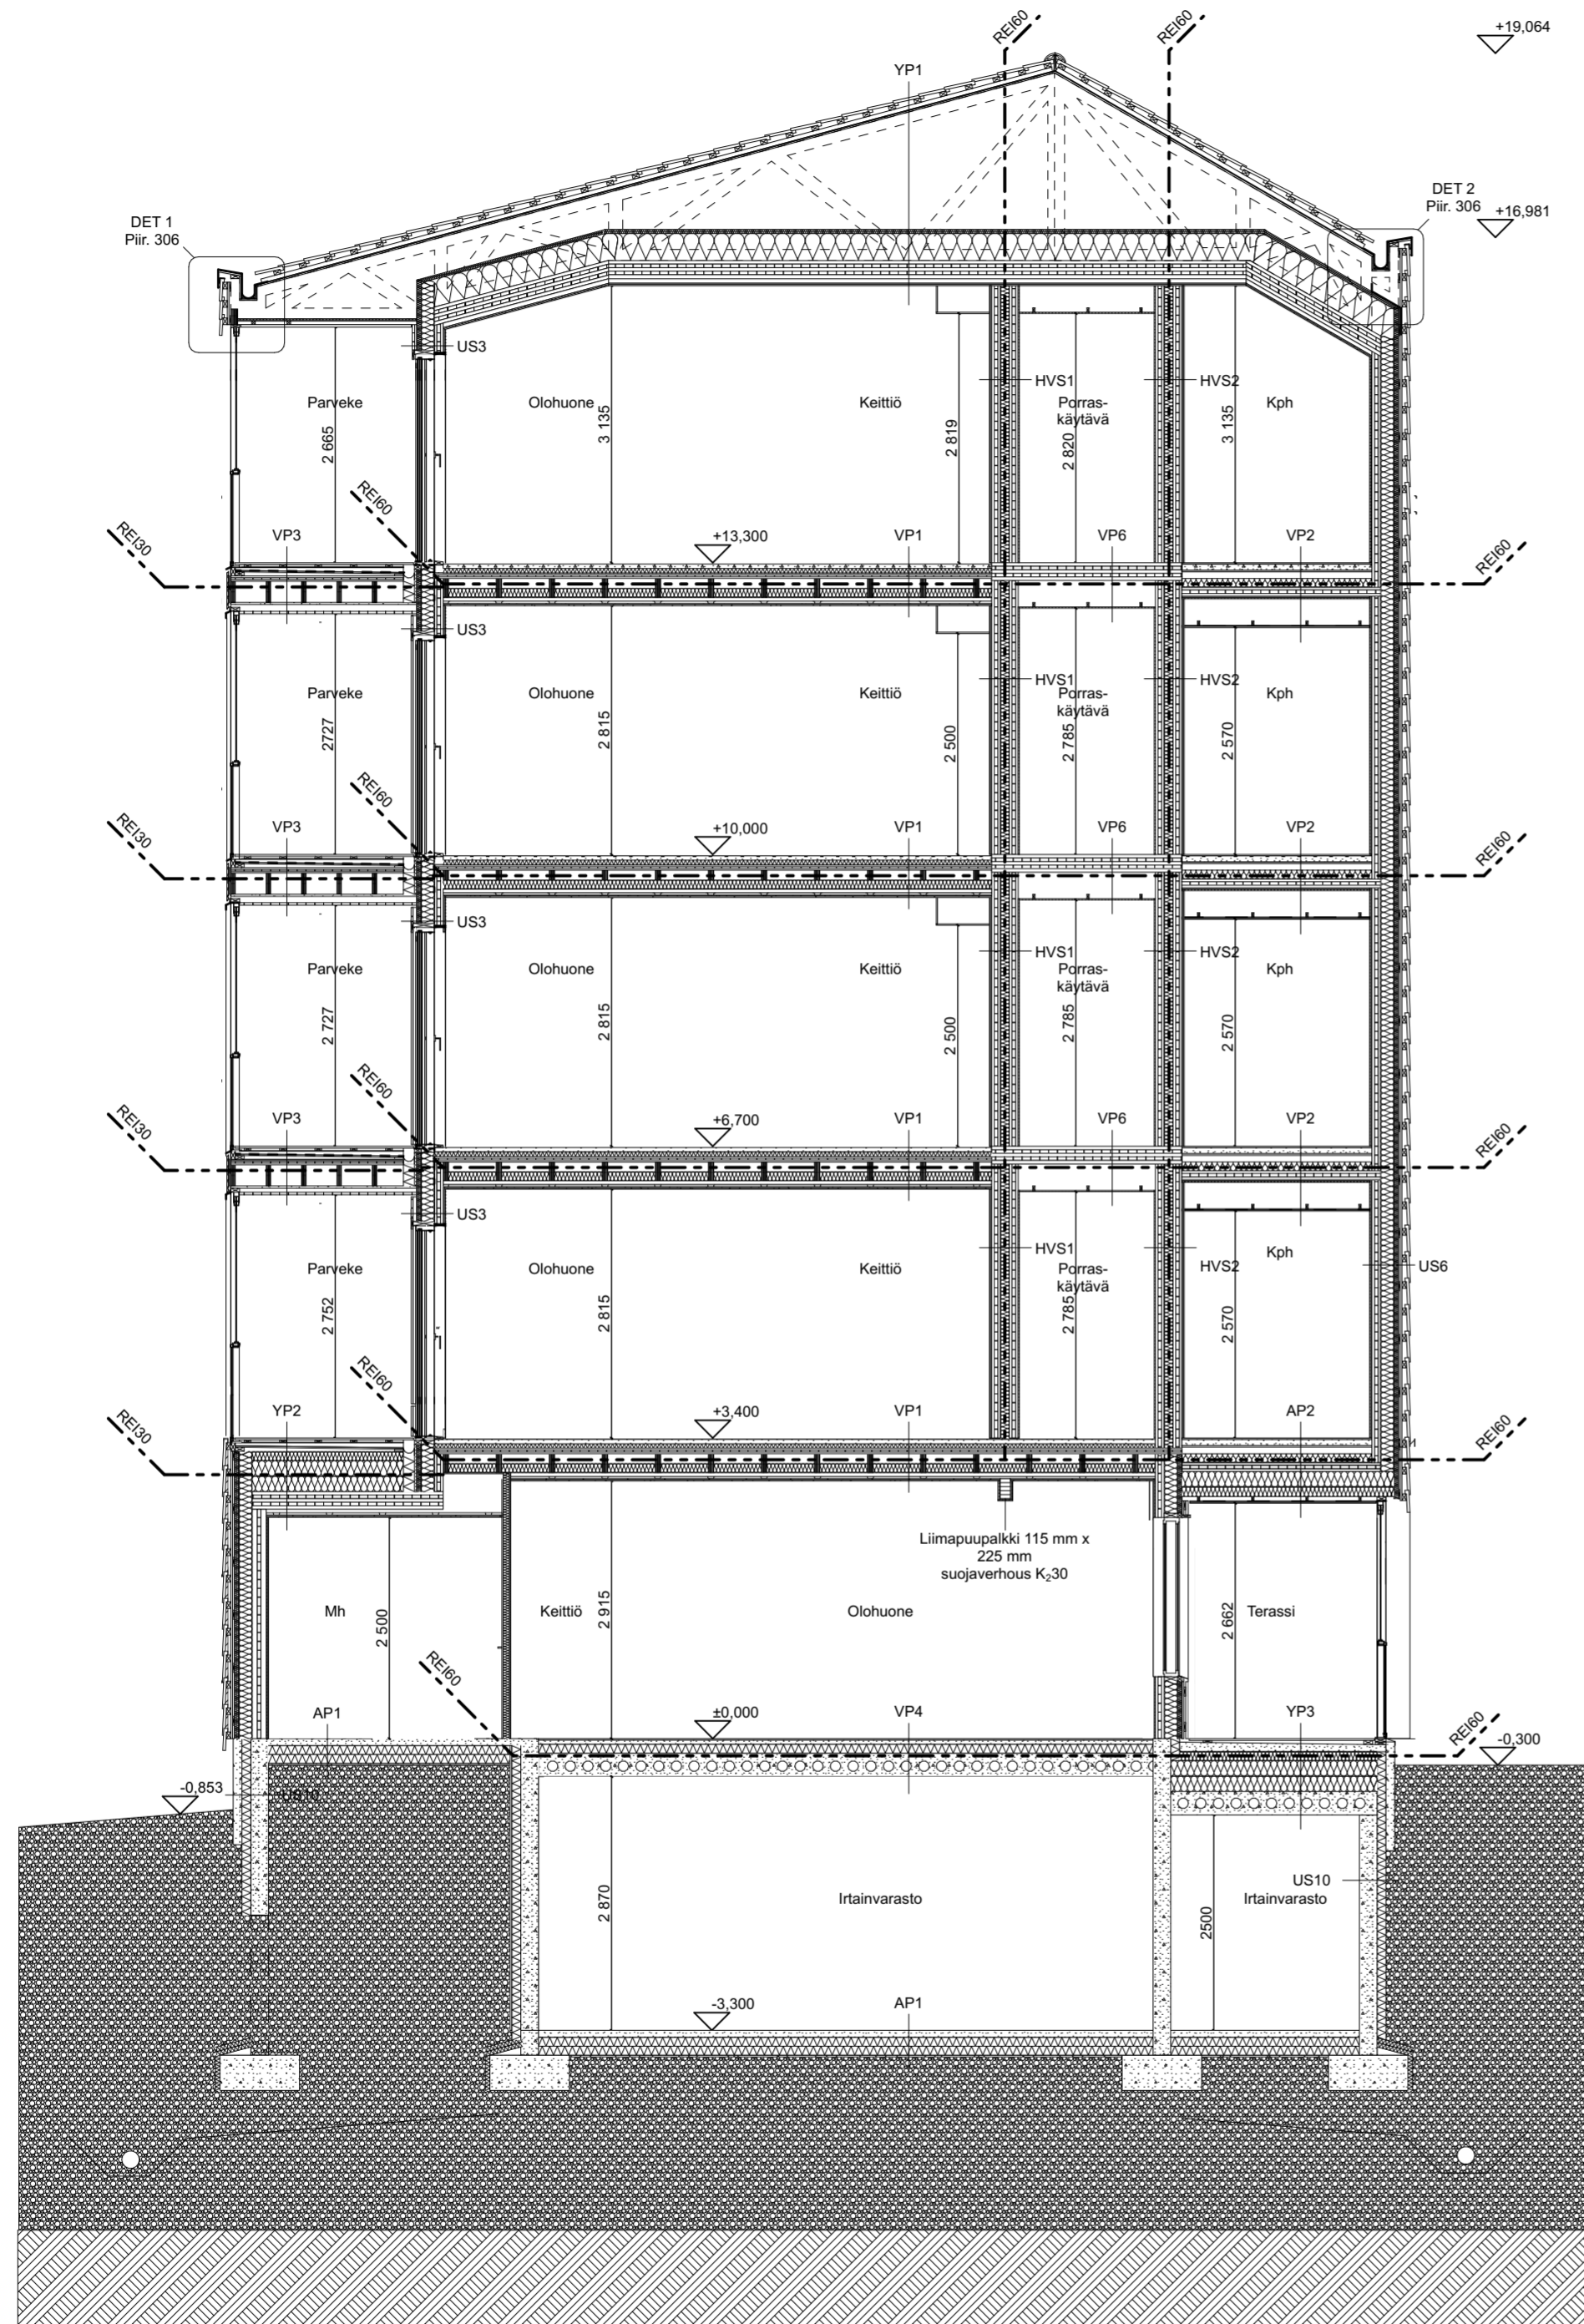 REI60
REI60
+19,064
YP1
DET 1
Piir. 306
DET 2
Piir. 306
+16,981
US3
HVS1
HVS2
Parveke
Olohuone
Keittiö
Porras-
käytävä
Kph
2 665
3 135
2 819
2 820
3 135
REI60
REI30
VP3
+13,300
VP1
VP6
VP2
REI60
US3
HVS1
HVS2
Parveke
Olohuone
Keittiö
Porras-
käytävä
Kph
2727
2 815
2 500
2 785
2 570
REI60
REI30
VP3
+10,000
VP1
VP6
VP2
REI60
US3
HVS1
HVS2
Parveke
Olohuone
Keittiö
Porras-
käytävä
Kph
2 727
2 815
2 500
2 785
2 570
REI60
REI30
VP3
+6,700
VP1
VP6
VP2
REI60
US3
HVS1
HVS2
Kph
US6
Parveke
Olohuone
Keittiö
Porras-
käytävä
2 752
2 815
2 785
2 570
REI60
REI30
YP2
+3,400
VP1
AP2
REI60
Liimapuupalkki 115 mm x
225 mm
suojaverhous K₂30
Mh
Keittiö
Olohuone
Terassi
2 500
2 915
2 662
REI60
AP1
±0,000
VP4
YP3
REI60
-0,300
-0,853
US10
US10
Irtainvarasto
Irtainvarasto
2 870
2500
-3,300
AP1